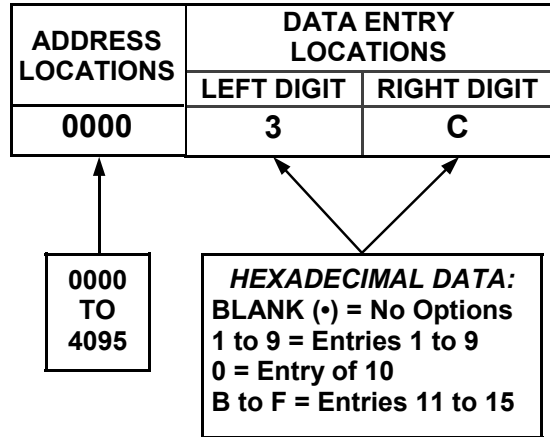 ADDRESS
LOCATIONS
DATA ENTRY
LOCATIONS
LEFT DIGIT
RIGHT DIGIT
0000
3
C
0000
TO
4095
HEXADECIMAL DATA:
BLANK (•) = No Options
1 to 9 = Entries 1 to 9
0 = Entry of 10
B to F = Entries 11 to 15